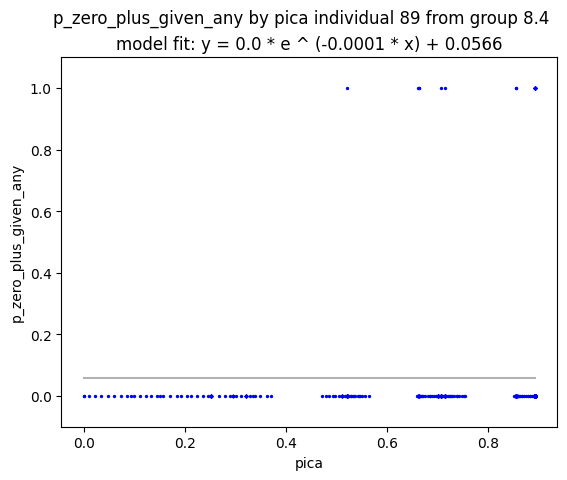 p_zero_plus_given_any by pica individual 89 from group 8.4
model fit: y = 0.0 * e ^ (-0.0001 * x) + 0.0566
1.0
0.8
0.6
0.4
0.2
0.0
p_zero_plus_given_any
0.0 0.2 0.4 0.6 0.8
pica